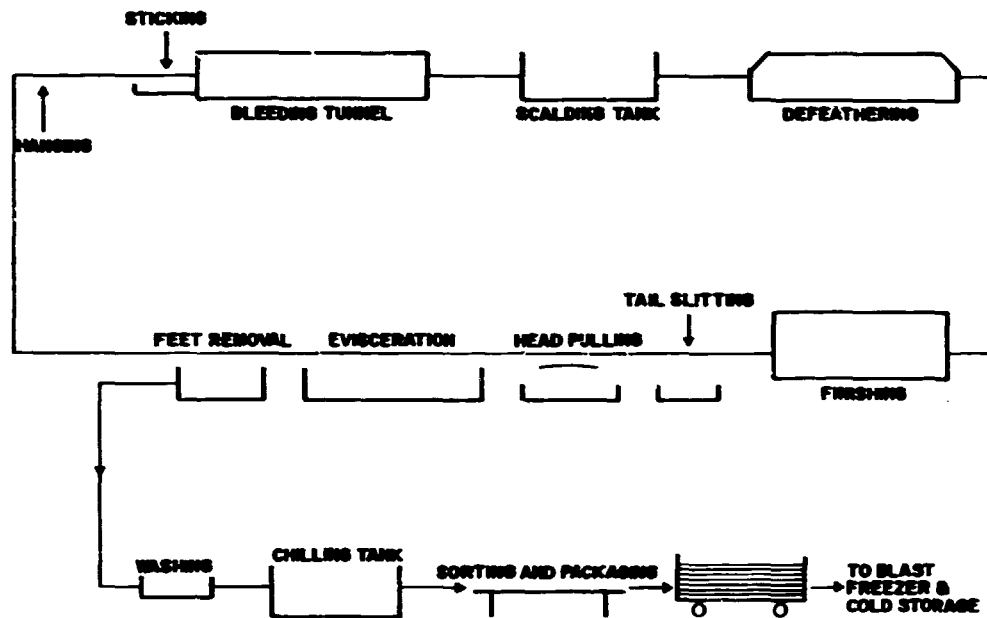 STICKING
BLEEDING TUNNEL
SCALDING TANK
DEFEATHERING
HANGING
TAIL SLITTING
FEET REMOVAL
EVISCERATION
HEAD PULLING
FINISHING
WASHING
CHILLING TANK
SORTING AND PACKAGING
TO BLAST
FREEZER &
COLD STORAGE